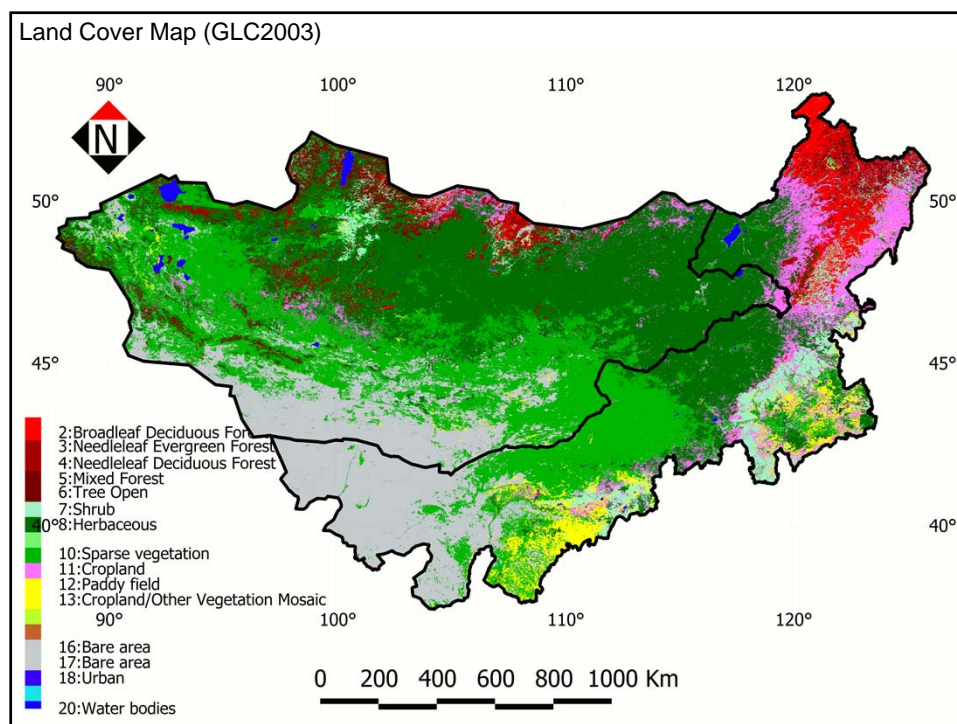 Land Cover Map (GLC2003)
90° 100° 110° 120°
N
50° 50°
45° 45°
2:Broadleaf Deciduous Fore
3:Needleleaf Evergreen Forest
4:Needleleaf Deciduous Forest
5:Mixed Forest
6:Tree Open
7:Shrub
40° 40°
8:Herbaceous
10:Sparse vegetation
11:Cropland
12:Paddy field
13:Cropland/Other Vegetation Mosaic
90° 100° 110° 120°
16:Bare area
17:Bare area
18:Urban
20:Water bodies
0 200 400 600 800 1000 Km